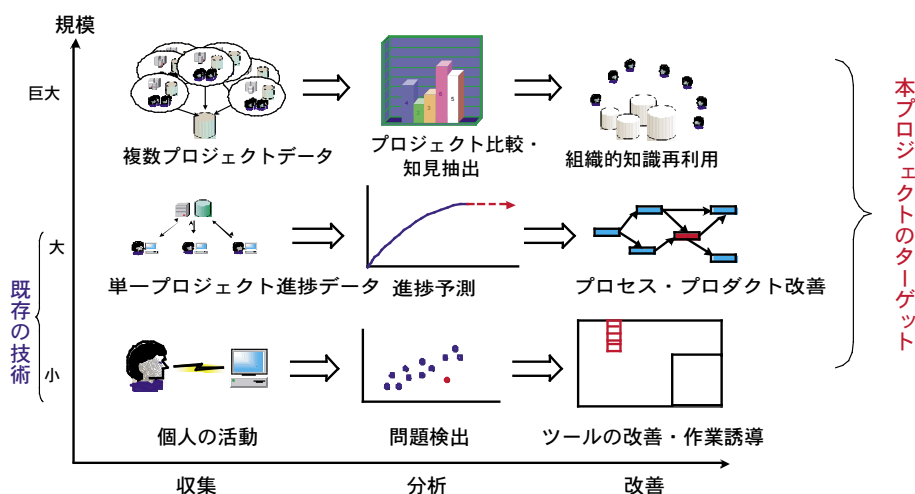 規模
巨大
複数プロジェクトデータ
4
2
3
6
5
プロジェクト比較・
知見抽出
組織的知識再利用
大
単一プロジェクト進捗データ
進捗予測
プロセス・プロダクト改善
小
個人の活動
問題検出
ツールの改善・作業誘導
収集
分析
改善
既存の技術
本プロジェクトのターゲット